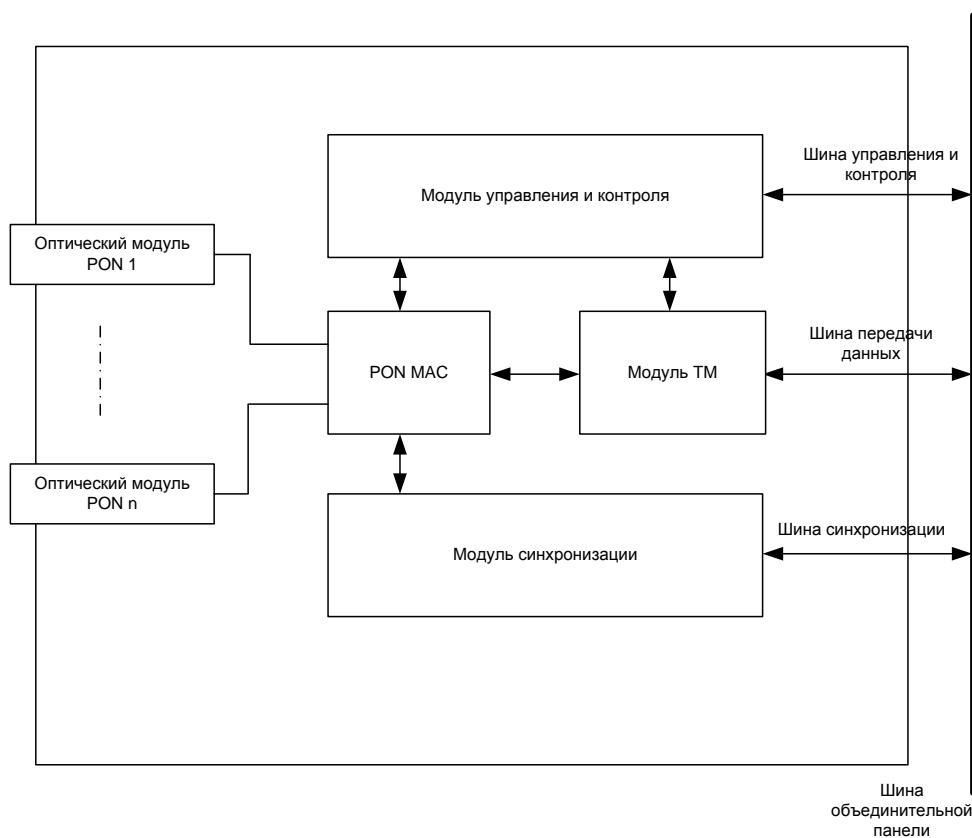 Шина управления и
контроля
Модуль управления и контроля
Оптический модуль
PON 1
Шина передачи
данных
PON MAC
Модуль TM
Оптический модуль
PON n
Шина синхронизации
Модуль синхронизации
Шина
объединительной
панели